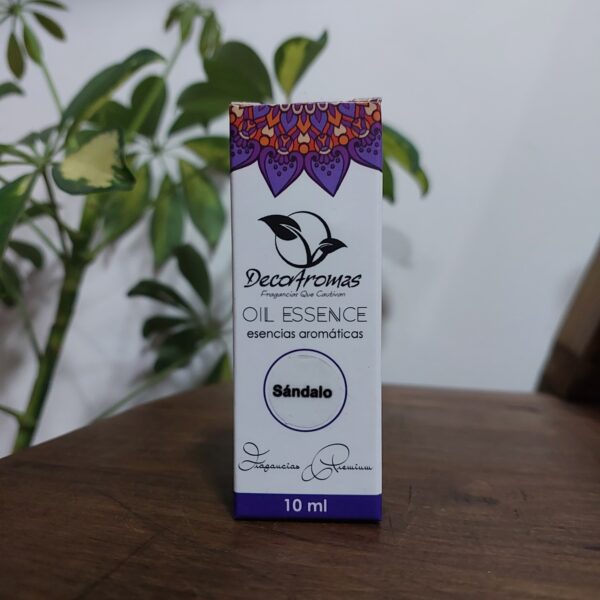 DecoAromas
Fragancias Que Cautivan
OIL ESSENCE
esencias aromáticas
Sándalo
Fragancias Premium
10 ml